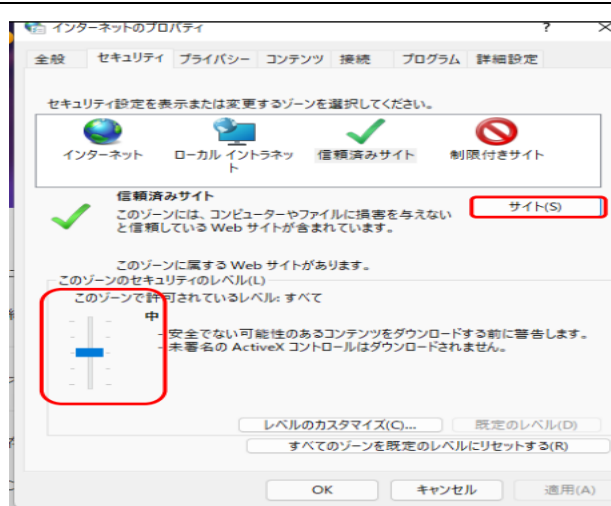 インターネットのプロパティ ? ×
全般 セキュリティ プライバシー コンテンツ 接続 プログラム 詳細設定
セキュリティ設定を表示または変更するゾーンを選択してください。
インターネット ローカル イントラネッ 信頼済みサイト 制限付きサイト
ト
信頼済みサイト
サイト(S)
このゾーンには、コンピューターやファイルに損害を与えない
と信頼している Web サイトが含まれています。
このゾーンに属する Web サイトがあります。
このゾーンのセキュリティのレベル(L)
このゾーンで許可されているレベル: すべて
中
- 安全でない可能性のあるコンテンツをダウンロードする前に警告します。
- 未署名の ActiveX コントロールはダウンロードされません。
レベルのカスタマイズ(C)... 既定のレベル(D)
すべてのゾーンを既定のレベルにリセットする(R)
OK キャンセル 適用(A)